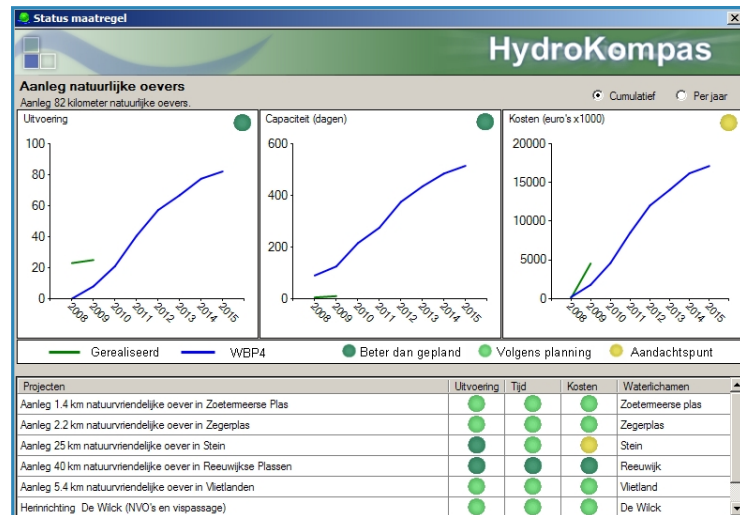 Status maatregel
HydroKompas
Aanleg natuurlijke oevers
Aanleg 82 kilometer natuurlijke oevers.
Cumulatief Per jaar
Uitvoering
100
80
60
40
20
0
2008 2009 2010 2011 2012 2013 2014 2015
Capaciteit (dagen)
600
400
200
0
2008 2009 2010 2011 2012 2013 2014 2015
Kosten (euro's x1000)
20000
15000
10000
5000
0
2008 2009 2010 2011 2012 2013 2014 2015
Gerealiseerd WBP4 Beter dan gepland Volgens planning Aandachtspunt
Projecten Uitvoering Tijd Kosten Waterlichamen
Aanleg 1.4 km natuurvriendelijke oever in Zoetermeerse Plas Zoetermeerse plas
Aanleg 2.2 km natuurvriendelijke oever in Zegerplas Zegerplas
Aanleg 25 km natuurvriendelijke oever in Stein Stein
Aanleg 40 km natuurvriendelijke oever in Reeuwijkse Plassen Reeuwijk
Aanleg 5.4 km natuurvriendelijke oever in Vlietlanden Vlietland
Herinrichting De Wilck (NVO's en vispassage) De Wilck